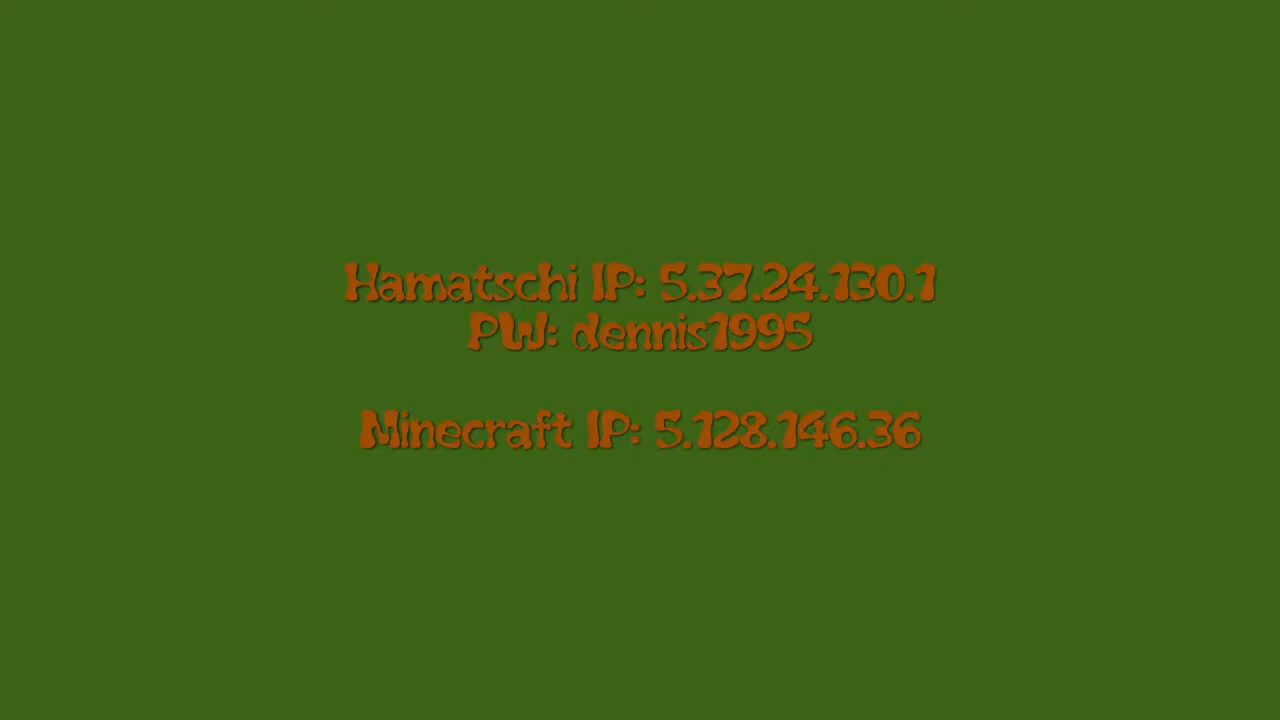 Hamatschi IP: 5.37.24.130.1
PW: dennis1995
Minecraft IP: 5.128.146.36